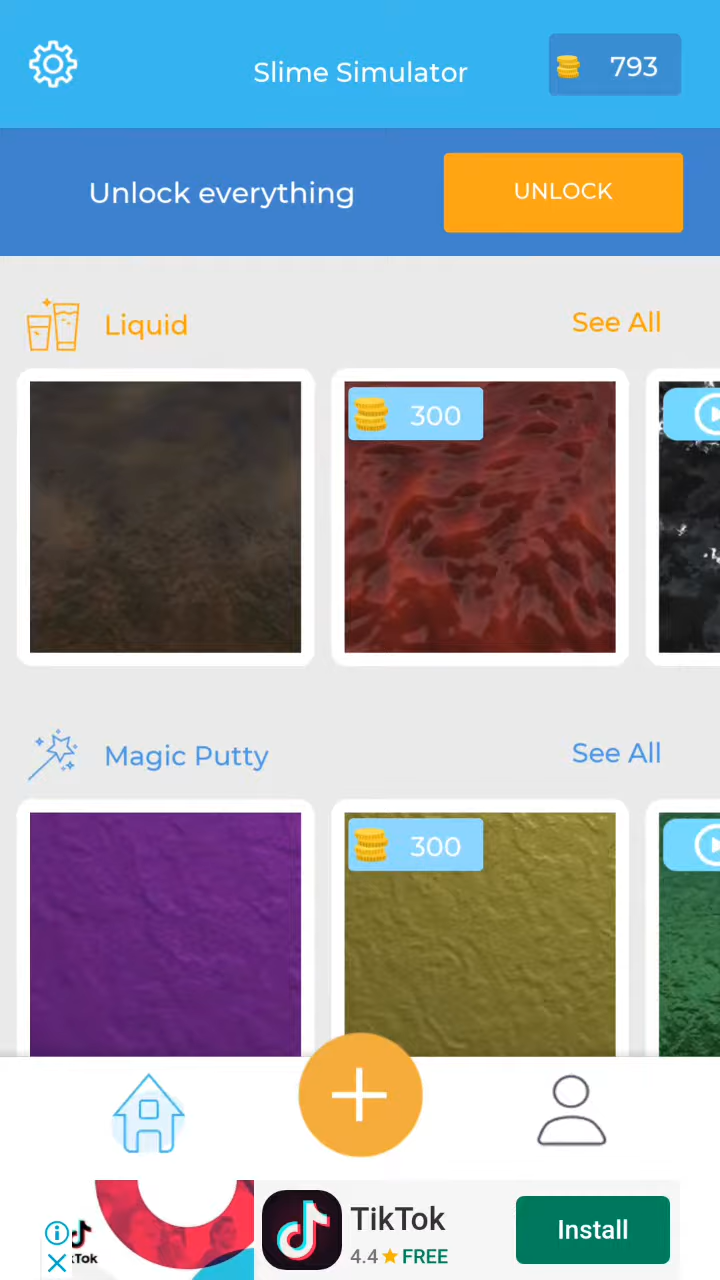 Slime Simulator
793
Unlock everything
UNLOCK
Liquid
See All
300
Magic Putty
See All
300
TikTok
Install
4.4 FREE
kTok